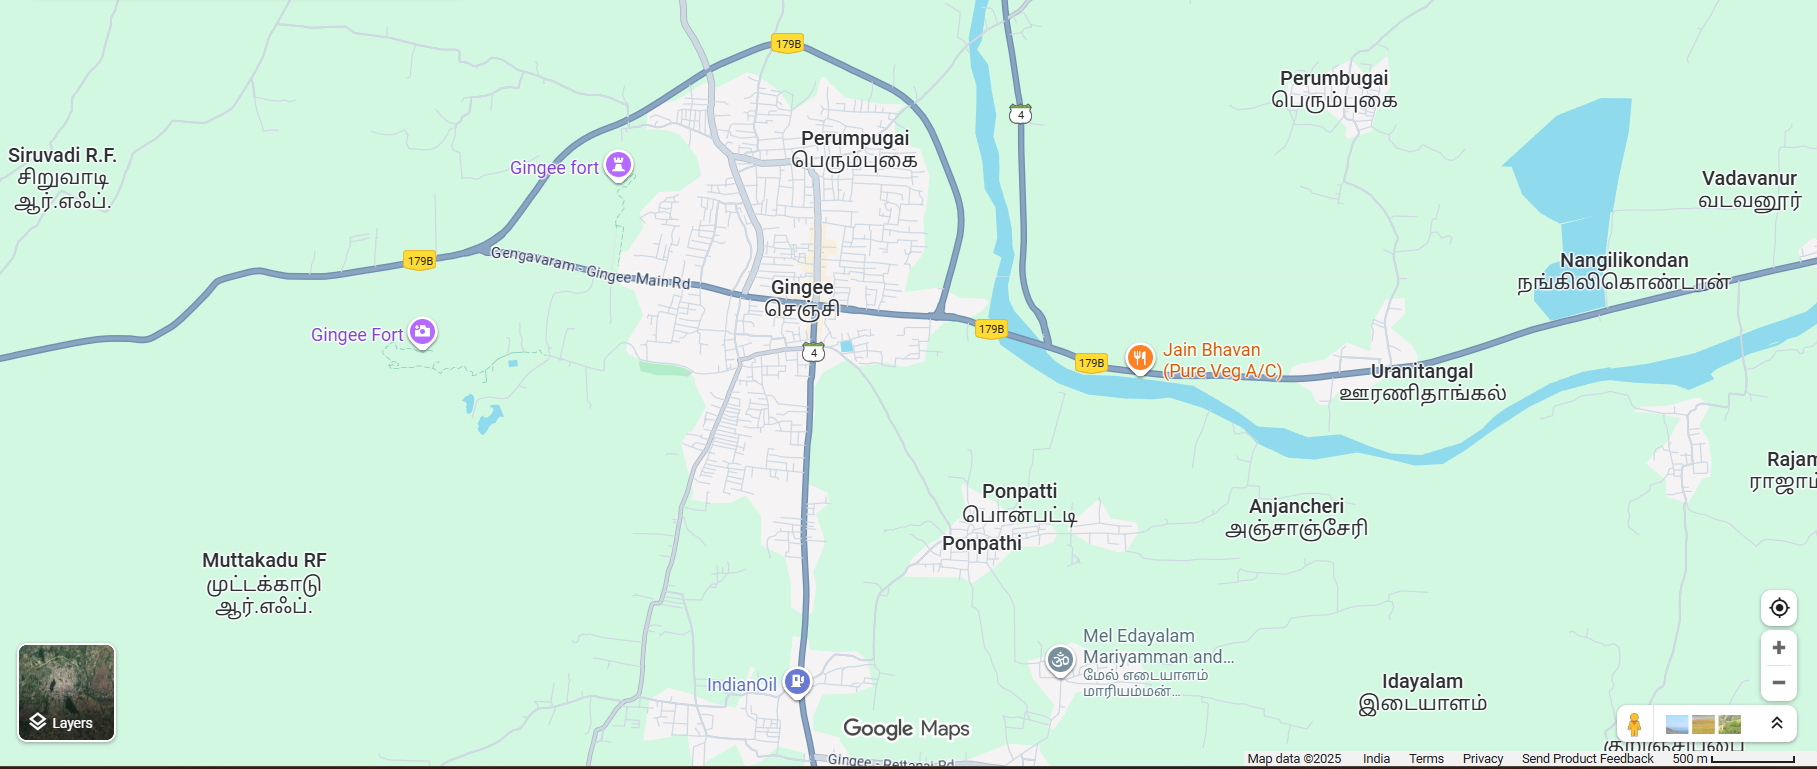 179B
4
Perumbugai
பெரும்புகை
Perumpugai
பெரும்புகை
Siruvadi R.F.
சிறுவாடி
ஆர்.எஃப்.
Gingee fort
Vadavanur
வடவனூர்
179B
Gengavaram - Gingee Main Rd
Nangilikondan
நங்கிலிகொண்டான்
Gingee
செஞ்சி
Gingee Fort
179B
4
179B
Jain Bhavan
(Pure Veg A/C)
Uranitangal
ஊரணிதாங்கல்
Rajam
ராஜாம்
Ponpatti
பொன்பட்டி
Ponpathi
Anjancheri
அஞ்சாஞ்சேரி
Muttakadu RF
முட்டக்காடு
ஆர்.எஃப்.
Mel Edayalam
Mariyamman and...
மேல் எடையாளம்
மாரியம்மன்...
IndianOil
Idayalam
இடையாளம்
Layers
Google Maps
Gingee - Rettanai Rd
Map data ©2025 India Terms Privacy Send Product Feedback 500 m